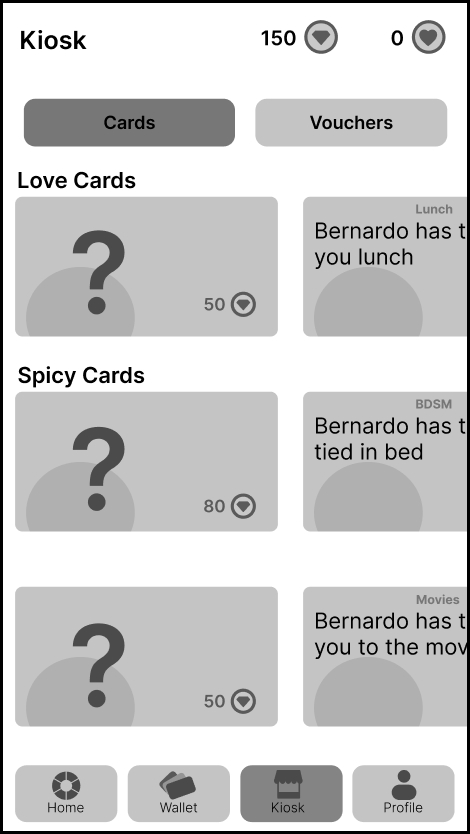 Kiosk
150
0
Cards
Vouchers
Love Cards
?
50
Lunch
Bernardo has t
you lunch
Spicy Cards
?
80
BDSM
Bernardo has t
tied in bed
?
50
Movies
Bernardo has t
you to the mov
Home
Wallet
Kiosk
Profile